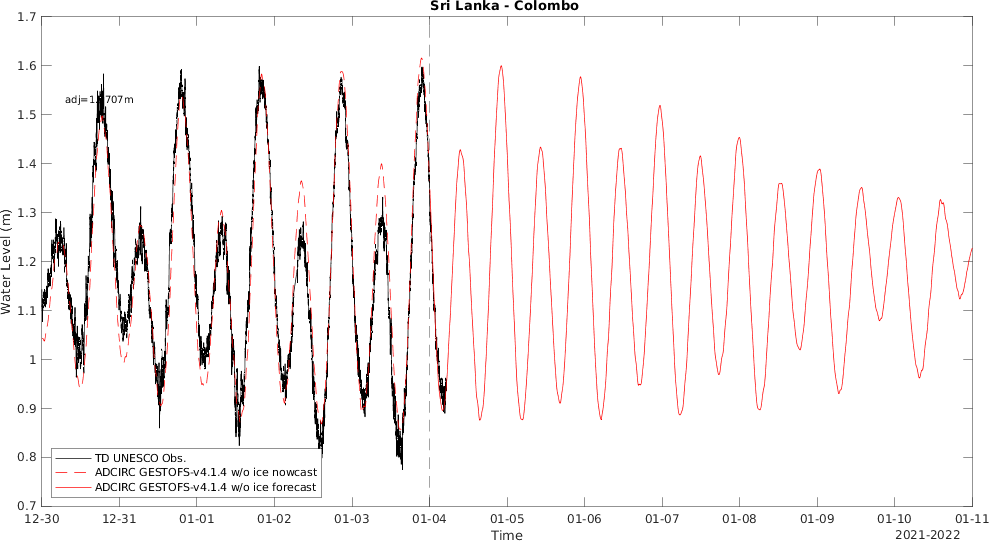 Sri Lanka - Colombo
Water Level (m)
1.7
1.6
1.5
1.4
1.3
1.2
1.1
1
0.9
0.8
0.7
TD UNESCO Obs.
ADCIRC GESTOFS-v4.1.4 w/o ice nowcast
ADCIRC GESTOFS-v4.1.4 w/o ice forecast
12-30 12-31 01-01 01-02 01-03 01-04 01-05 01-06 01-07 01-08 01-09 01-10 01-11
Time
2021-2022